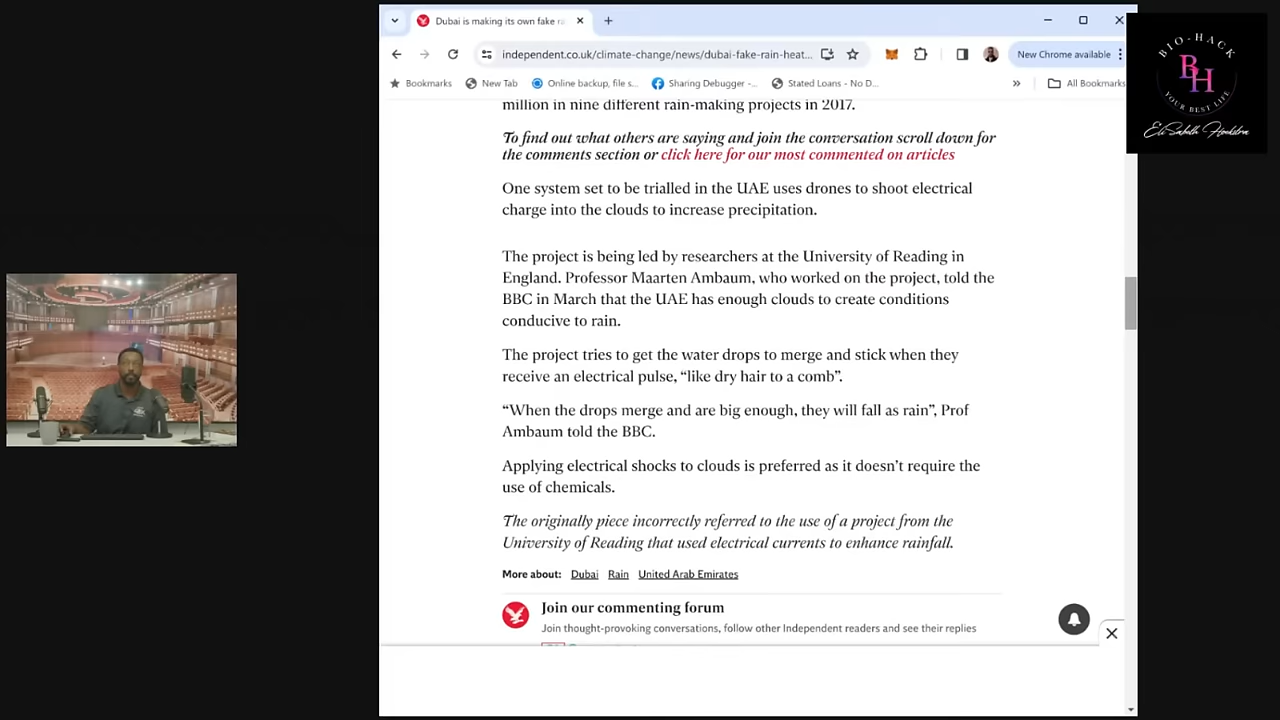 Dubai is making its own fake ra
independent.co.uk/climate-change/news/dubai-fake-rain-heat...
New Chrome available
Bookmarks
New Tab
Online backup, file s...
Sharing Debugger -...
Stated Loans - No D...
»
All Bookmarks
million in nine different rain-making projects in 2017.
To find out what others are saying and join the conversation scroll down for
the comments section or click here for our most commented on articles
One system set to be trialled in the UAE uses drones to shoot electrical
charge into the clouds to increase precipitation.
The project is being led by researchers at the University of Reading in
England. Professor Maarten Ambaum, who worked on the project, told the
BBC in March that the UAE has enough clouds to create conditions
conducive to rain.
The project tries to get the water drops to merge and stick when they
receive an electrical pulse, “like dry hair to a comb”.
“When the drops merge and are big enough, they will fall as rain”, Prof
Ambaum told the BBC.
Applying electrical shocks to clouds is preferred as it doesn’t require the
use of chemicals.
The originally piece incorrectly referred to the use of a project from the
University of Reading that used electrical currents to enhance rainfall.
More about: Dubai Rain United Arab Emirates
Join our commenting forum
Join thought-provoking conversations, follow other Independent readers and see their replies
BIO-HACK
BH
YOUR BEST LIFE
EliSabeth Hoekstra